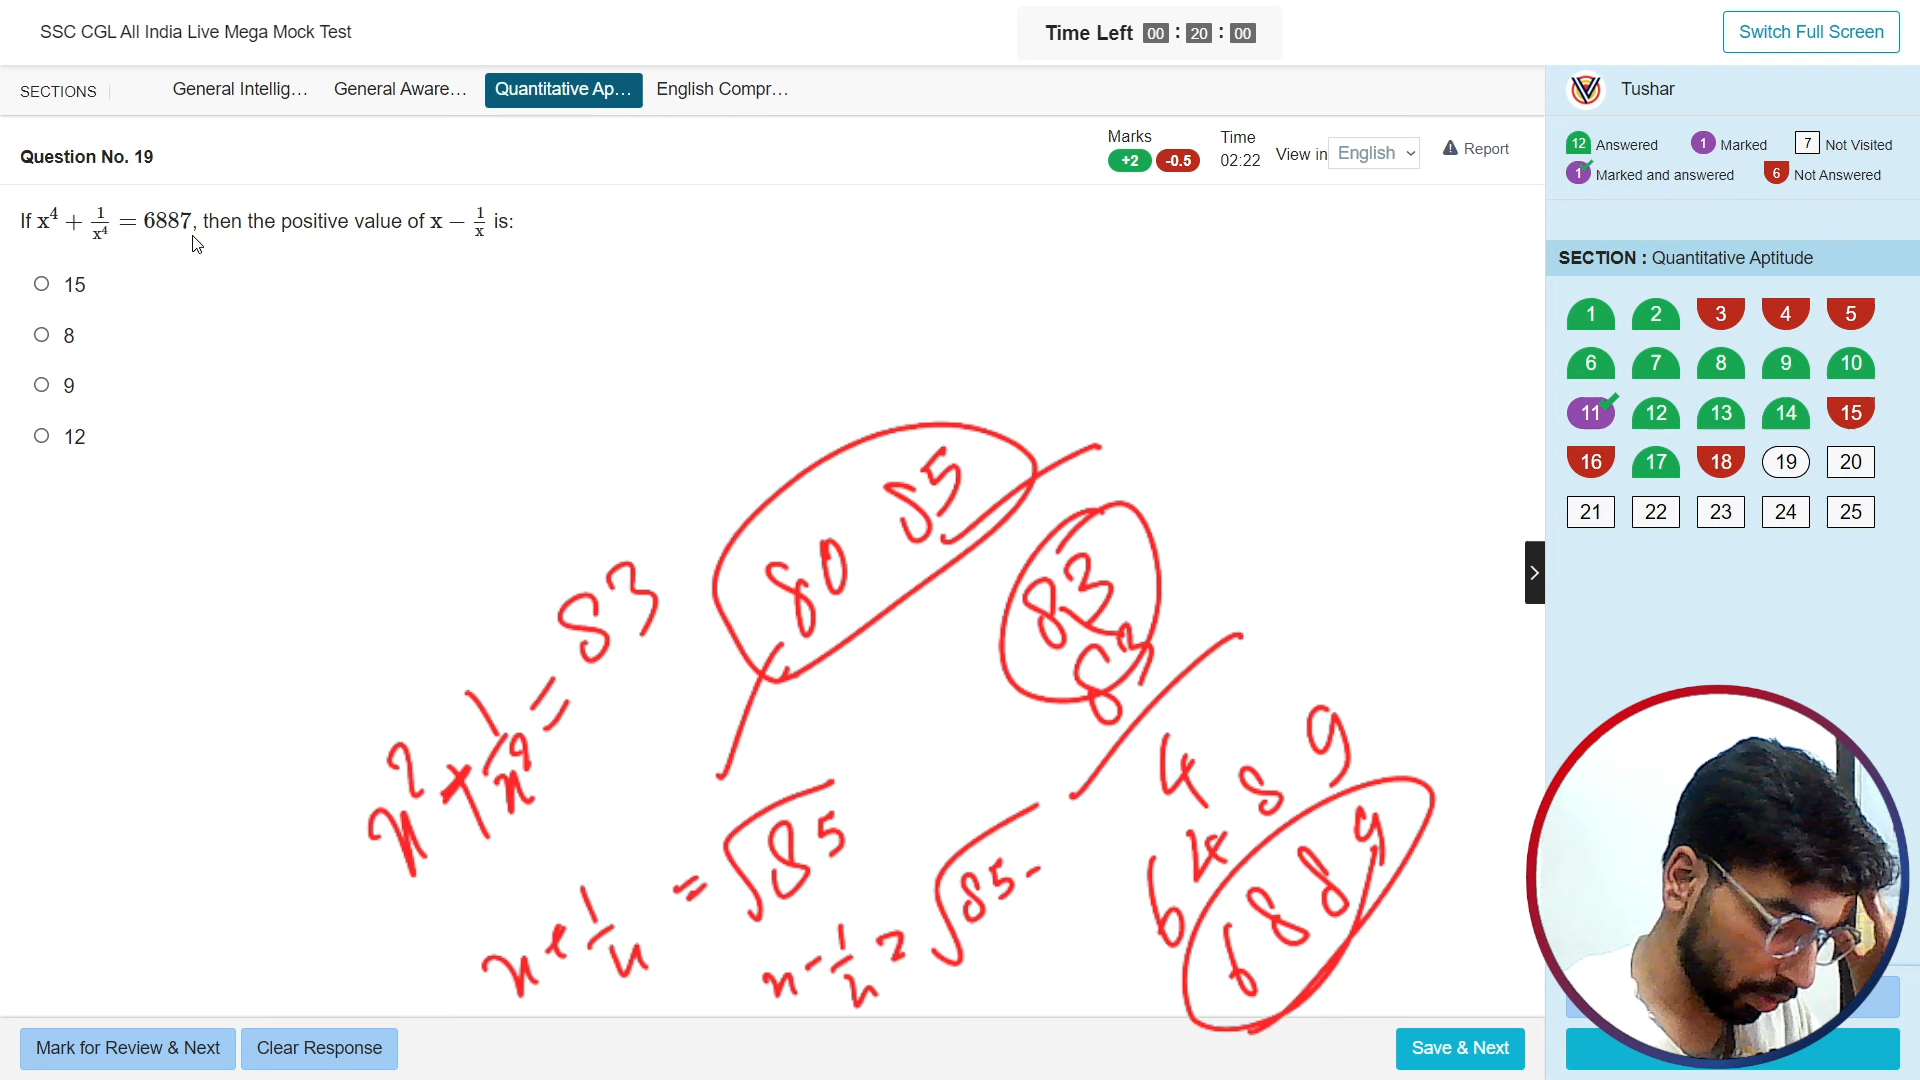 SSC CGL All India Live Mega Mock Test
Time Left 00 : 20 : 00
Switch Full Screen
SECTIONS
General Intellig...
General Aware...
Quantitative Ap...
English Compr...
Tushar
Question No. 19
Marks
+2 -0.5
Time
02:22
View in English
Report
12 Answered
1 Marked
7 Not Visited
1 Marked and answered
6 Not Answered
If x⁴ + 1/x⁴ = 6887, then the positive value of x − 1/x is:
15
8
9
12
SECTION : Quantitative Aptitude
1 2 3 4 5
6 7 8 9 10
11 12 13 14 15
16 17 18 19 20
21 22 23 24 25
80 85
83
83
x² + 1/x² = 83
4 8 9
64
6889
x + 1/x = √85
x - 1/x = √85-
Mark for Review & Next
Clear Response
Save & Next